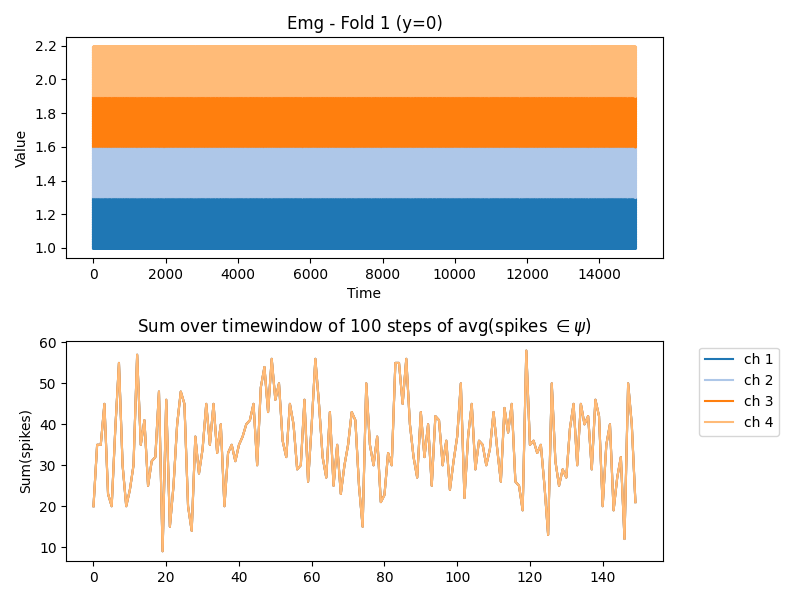 Emg - Fold 1 (y=0)
2.2
2.0
1.8
1.6
1.4
1.2
1.0
Value
0 2000 4000 6000 8000 10000 12000 14000
Time
Sum over timewindow of 100 steps of avg(spikes ∈ ψ)
60
50
40
30
20
10
Sum(spikes)
0 20 40 60 80 100 120 140
ch 1
ch 2
ch 3
ch 4